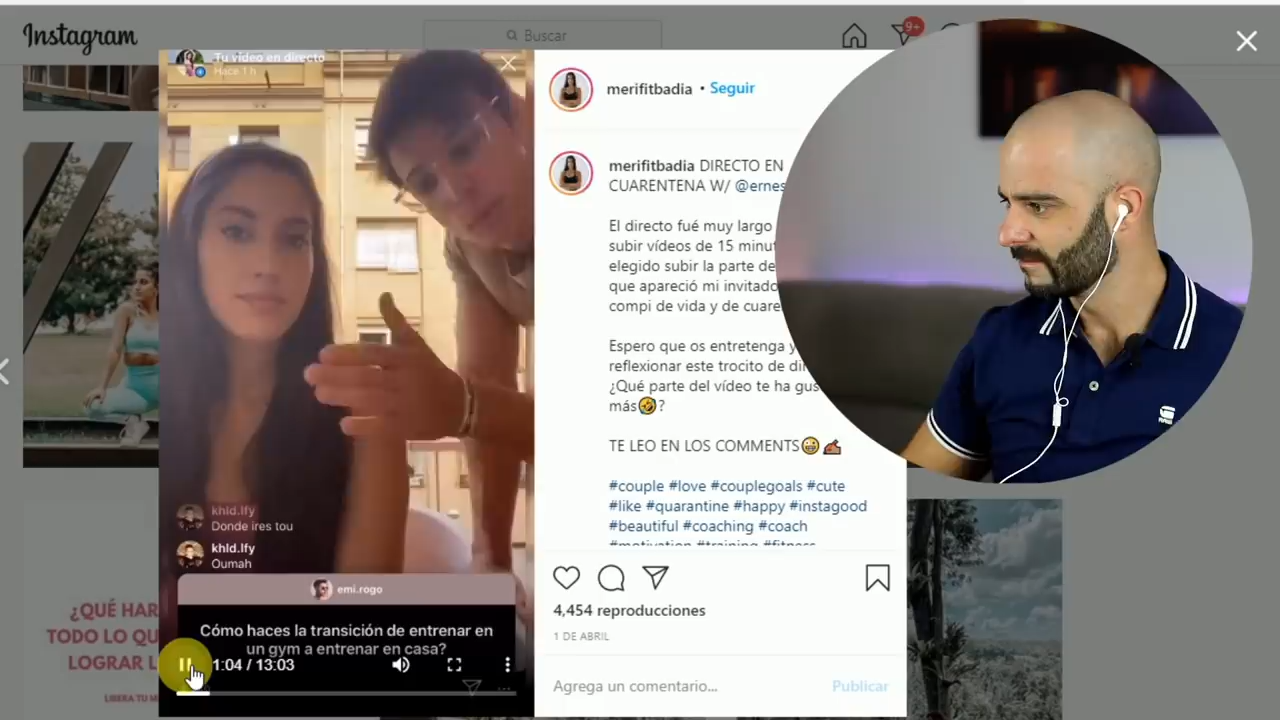 Instagram
Buscar
9+
Tu vídeo en directo
Hace 1 h
merifitbadia • Seguir
merifitbadia DIRECTO EN
CUARENTENA W/ @ernes
El directo fué muy largo
subir vídeos de 15 minut
elegido subir la parte de
que apareció mi invitado
compi de vida y de cuare
Espero que os entretenga y
reflexionar este trocito de di
¿Qué parte del vídeo te ha gus
más🤣?
TE LEO EN LOS COMMENTS😀✍🏾
#couple #love #couplegoals #cute
#like #quarantine #happy #instagood
#beautiful #coaching #coach
#motivation #training #fitness
khld.lfy
Donde ires tou
khld.lfy
Oumah
emi.rogo
Cómo haces la transición de entrenar en
un gym a entrenar en casa?
1:04 / 13:03
4,454 reproducciones
1 DE ABRIL
Agrega un comentario... Publicar
¿QUÉ HAR
TODO LO QU
LOGRAR L
LIBERA TU M